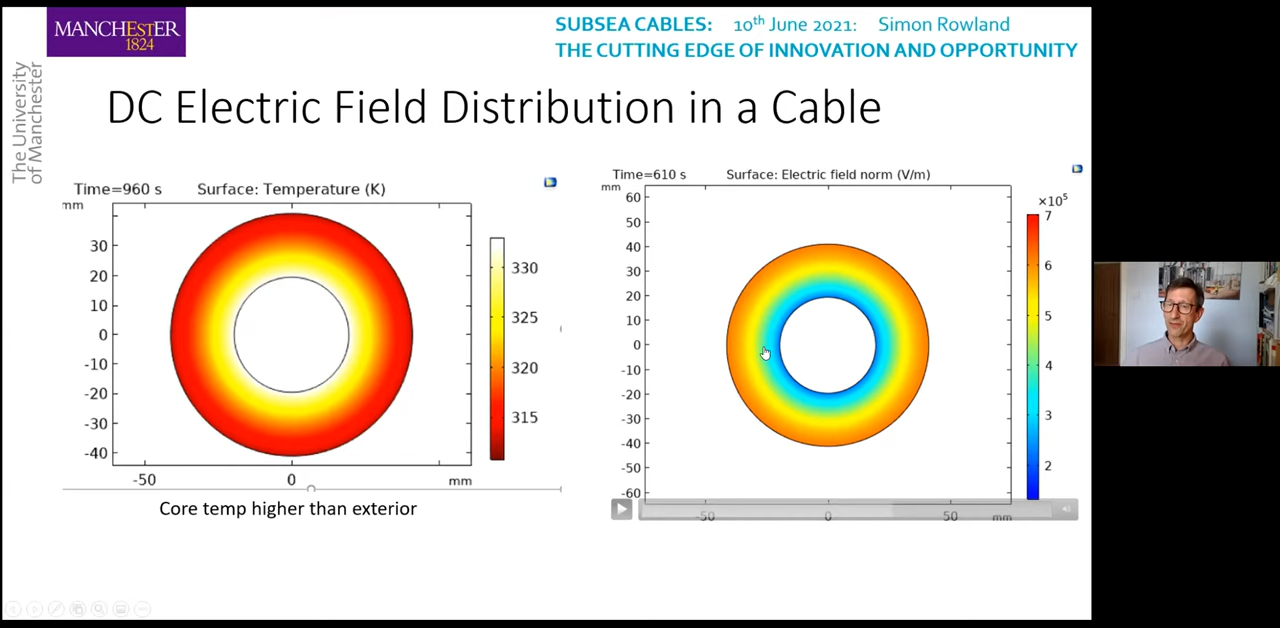 MANCHESTER
1824
The University
of Manchester
SUBSEA CABLES: 10th June 2021: Simon Rowland
THE CUTTING EDGE OF INNOVATION AND OPPORTUNITY
DC Electric Field Distribution in a Cable
Time=960 s Surface: Temperature (K)
mm
30
20
10
0
-10
-20
-30
-40
-50 0 mm
330
325
320
315
Core temp higher than exterior
Time=610 s Surface: Electric field norm (V/m)
mm
60
50
40
30
20
10
0
-10
-20
-30
-40
-50
-60
-50 0 50 mm
×10⁵
7
6
5
4
3
2